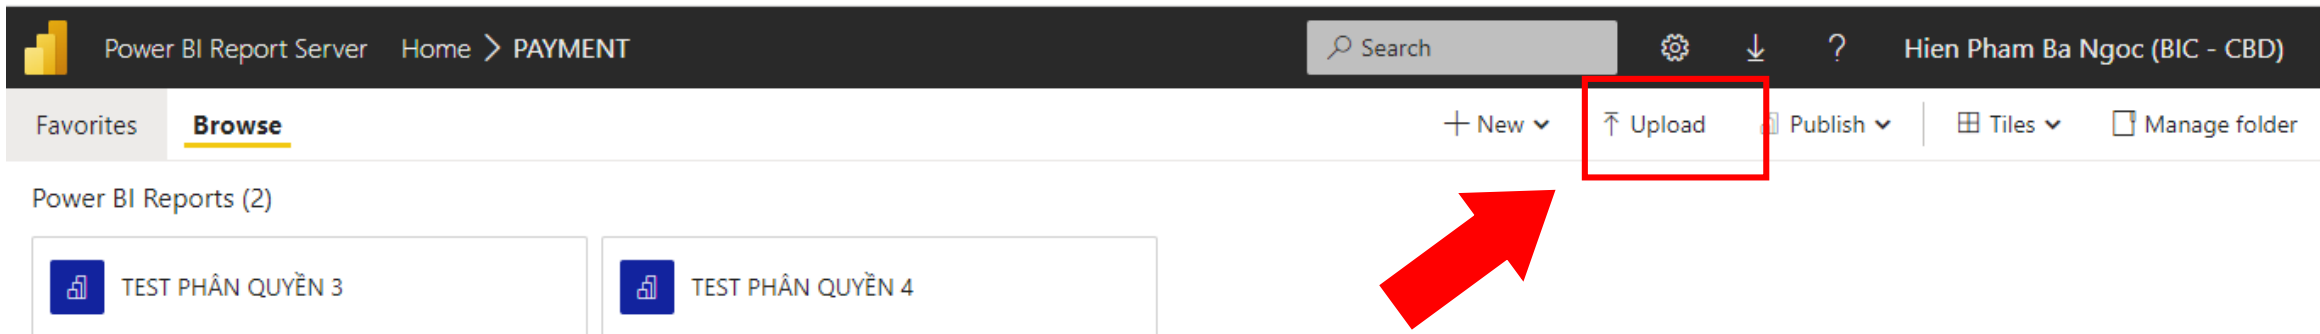 Power BI Report Server Home > PAYMENT Search ? Hien Pham Ba Ngoc (BIC - CBD)
Favorites Browse + New Upload Publish Tiles Manage folder
Power BI Reports (2)
TEST PHÂN QUYỀN 3 TEST PHÂN QUYỀN 4